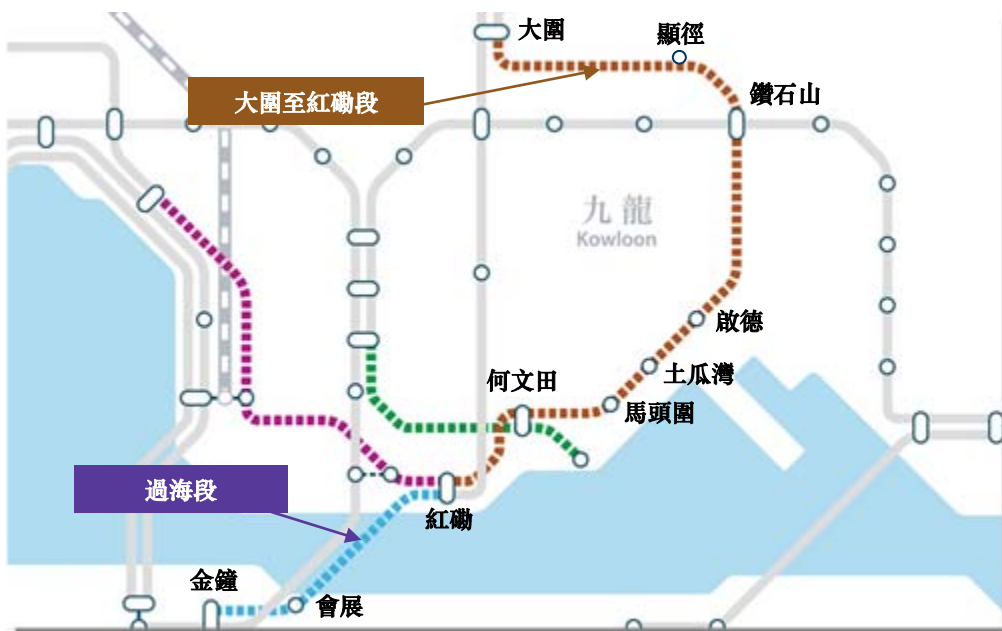 大圍
顯徑
大圍至紅磡段
鑽石山
九龍
Kowloon
啟德
土瓜灣
何文田
馬頭圍
過海段
紅磡
金鐘
會展